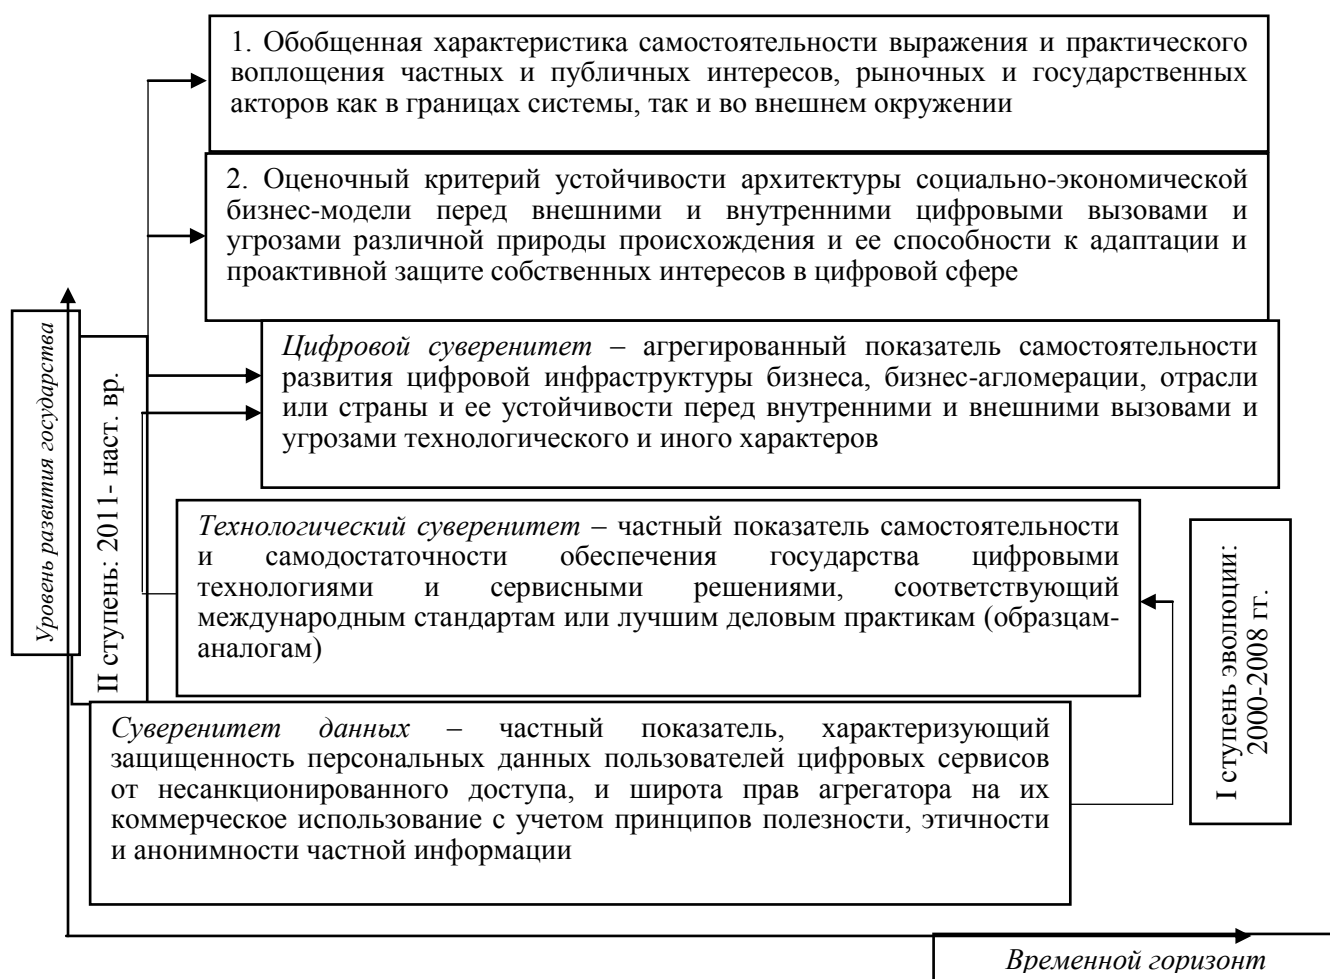 1. Обобщенная характеристика самостоятельности выражения и практического
воплощения частных и публичных интересов, рыночных и государственных
акторов как в границах системы, так и во внешнем окружении
2. Оценочный критерий устойчивости архитектуры социально-экономической
бизнес-модели перед внешними и внутренними цифровыми вызовами и
угрозами различной природы происхождения и ее способности к адаптации и
проактивной защите собственных интересов в цифровой сфере
Уровень развития государства
II ступень: 2011- наст. вр.
Цифровой суверенитет – агрегированный показатель самостоятельности
развития цифровой инфраструктуры бизнеса, бизнес-агломерации, отрасли
или страны и ее устойчивости перед внутренними и внешними вызовами и
угрозами технологического и иного характеров
Технологический суверенитет – частный показатель самостоятельности
и самодостаточности обеспечения государства цифровыми
технологиями и сервисными решениями, соответствующий
международным стандартам или лучшим деловым практикам (образцам-
аналогам)
I ступень эволюции:
2000-2008 гг.
Суверенитет данных – частный показатель, характеризующий
защищенность персональных данных пользователей цифровых сервисов
от несанкционированного доступа, и широта прав агрегатора на их
коммерческое использование с учетом принципов полезности, этичности
и анонимности частной информации
Временной горизонт